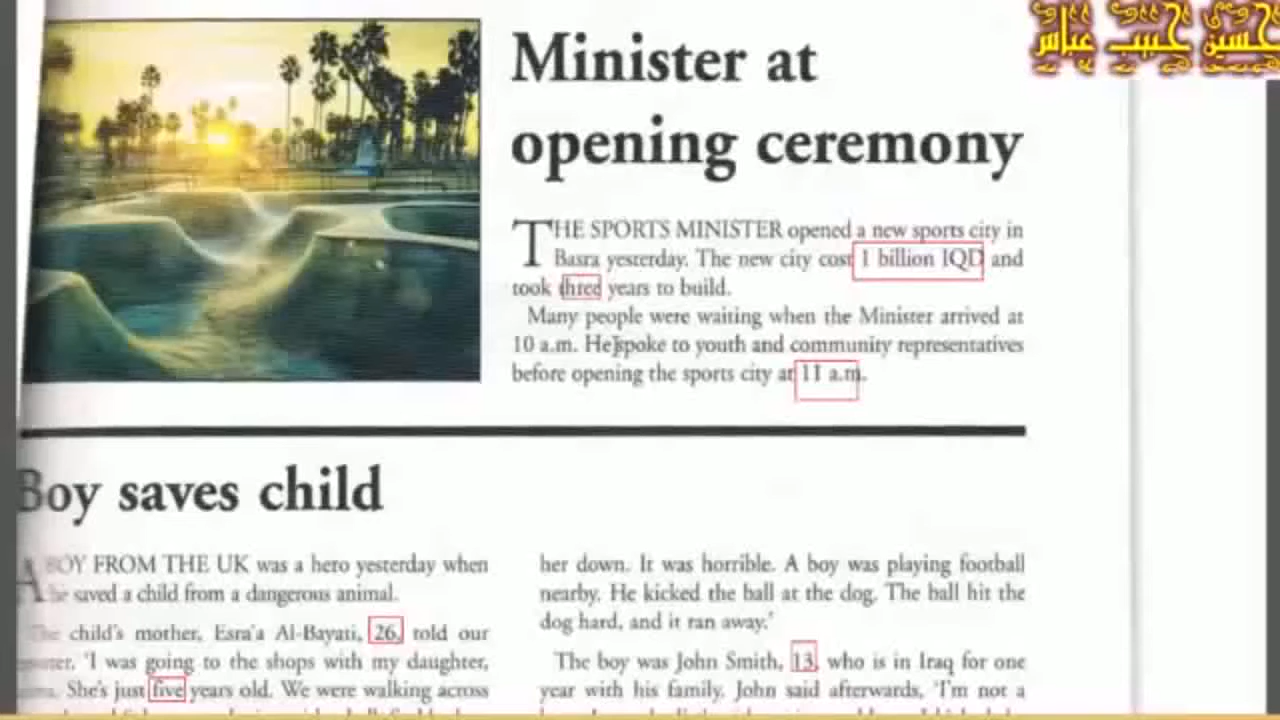 حسين حبيب عباس
Minister at
opening ceremony
THE SPORTS MINISTER opened a new sports city in
Basra yesterday. The new city cost 1 billion IQD and
took three years to build.
Many people were waiting when the Minister arrived at
10 a.m. He spoke to youth and community representatives
before opening the sports city at 11 a.m.
Boy saves child
A BOY FROM THE UK was a hero yesterday when
he saved a child from a dangerous animal.
The child's mother, Esra'a Al-Bayati, 26, told our
'I was going to the shops with my daughter,
She's just five years old. We were walking across
her down. It was horrible. A boy was playing football
nearby. He kicked the ball at the dog. The ball hit the
dog hard, and it ran away.'
The boy was John Smith, 13, who is in Iraq for one
year with his family. John said afterwards, 'I'm not a